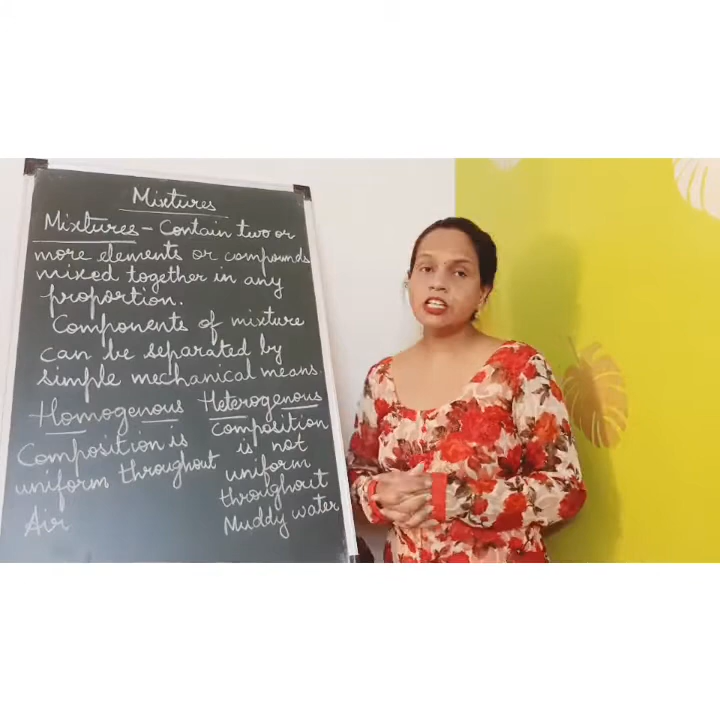 Mixtures
Mixtures - Contain two or
more elements or compounds
mixed together in any
proportion.
Components of mixture
can be separated by
simple mechanical means.
Homogenous
Composition is
uniform throughout
Air
Heterogenous
Composition
is not
uniform
throughout
Muddy water